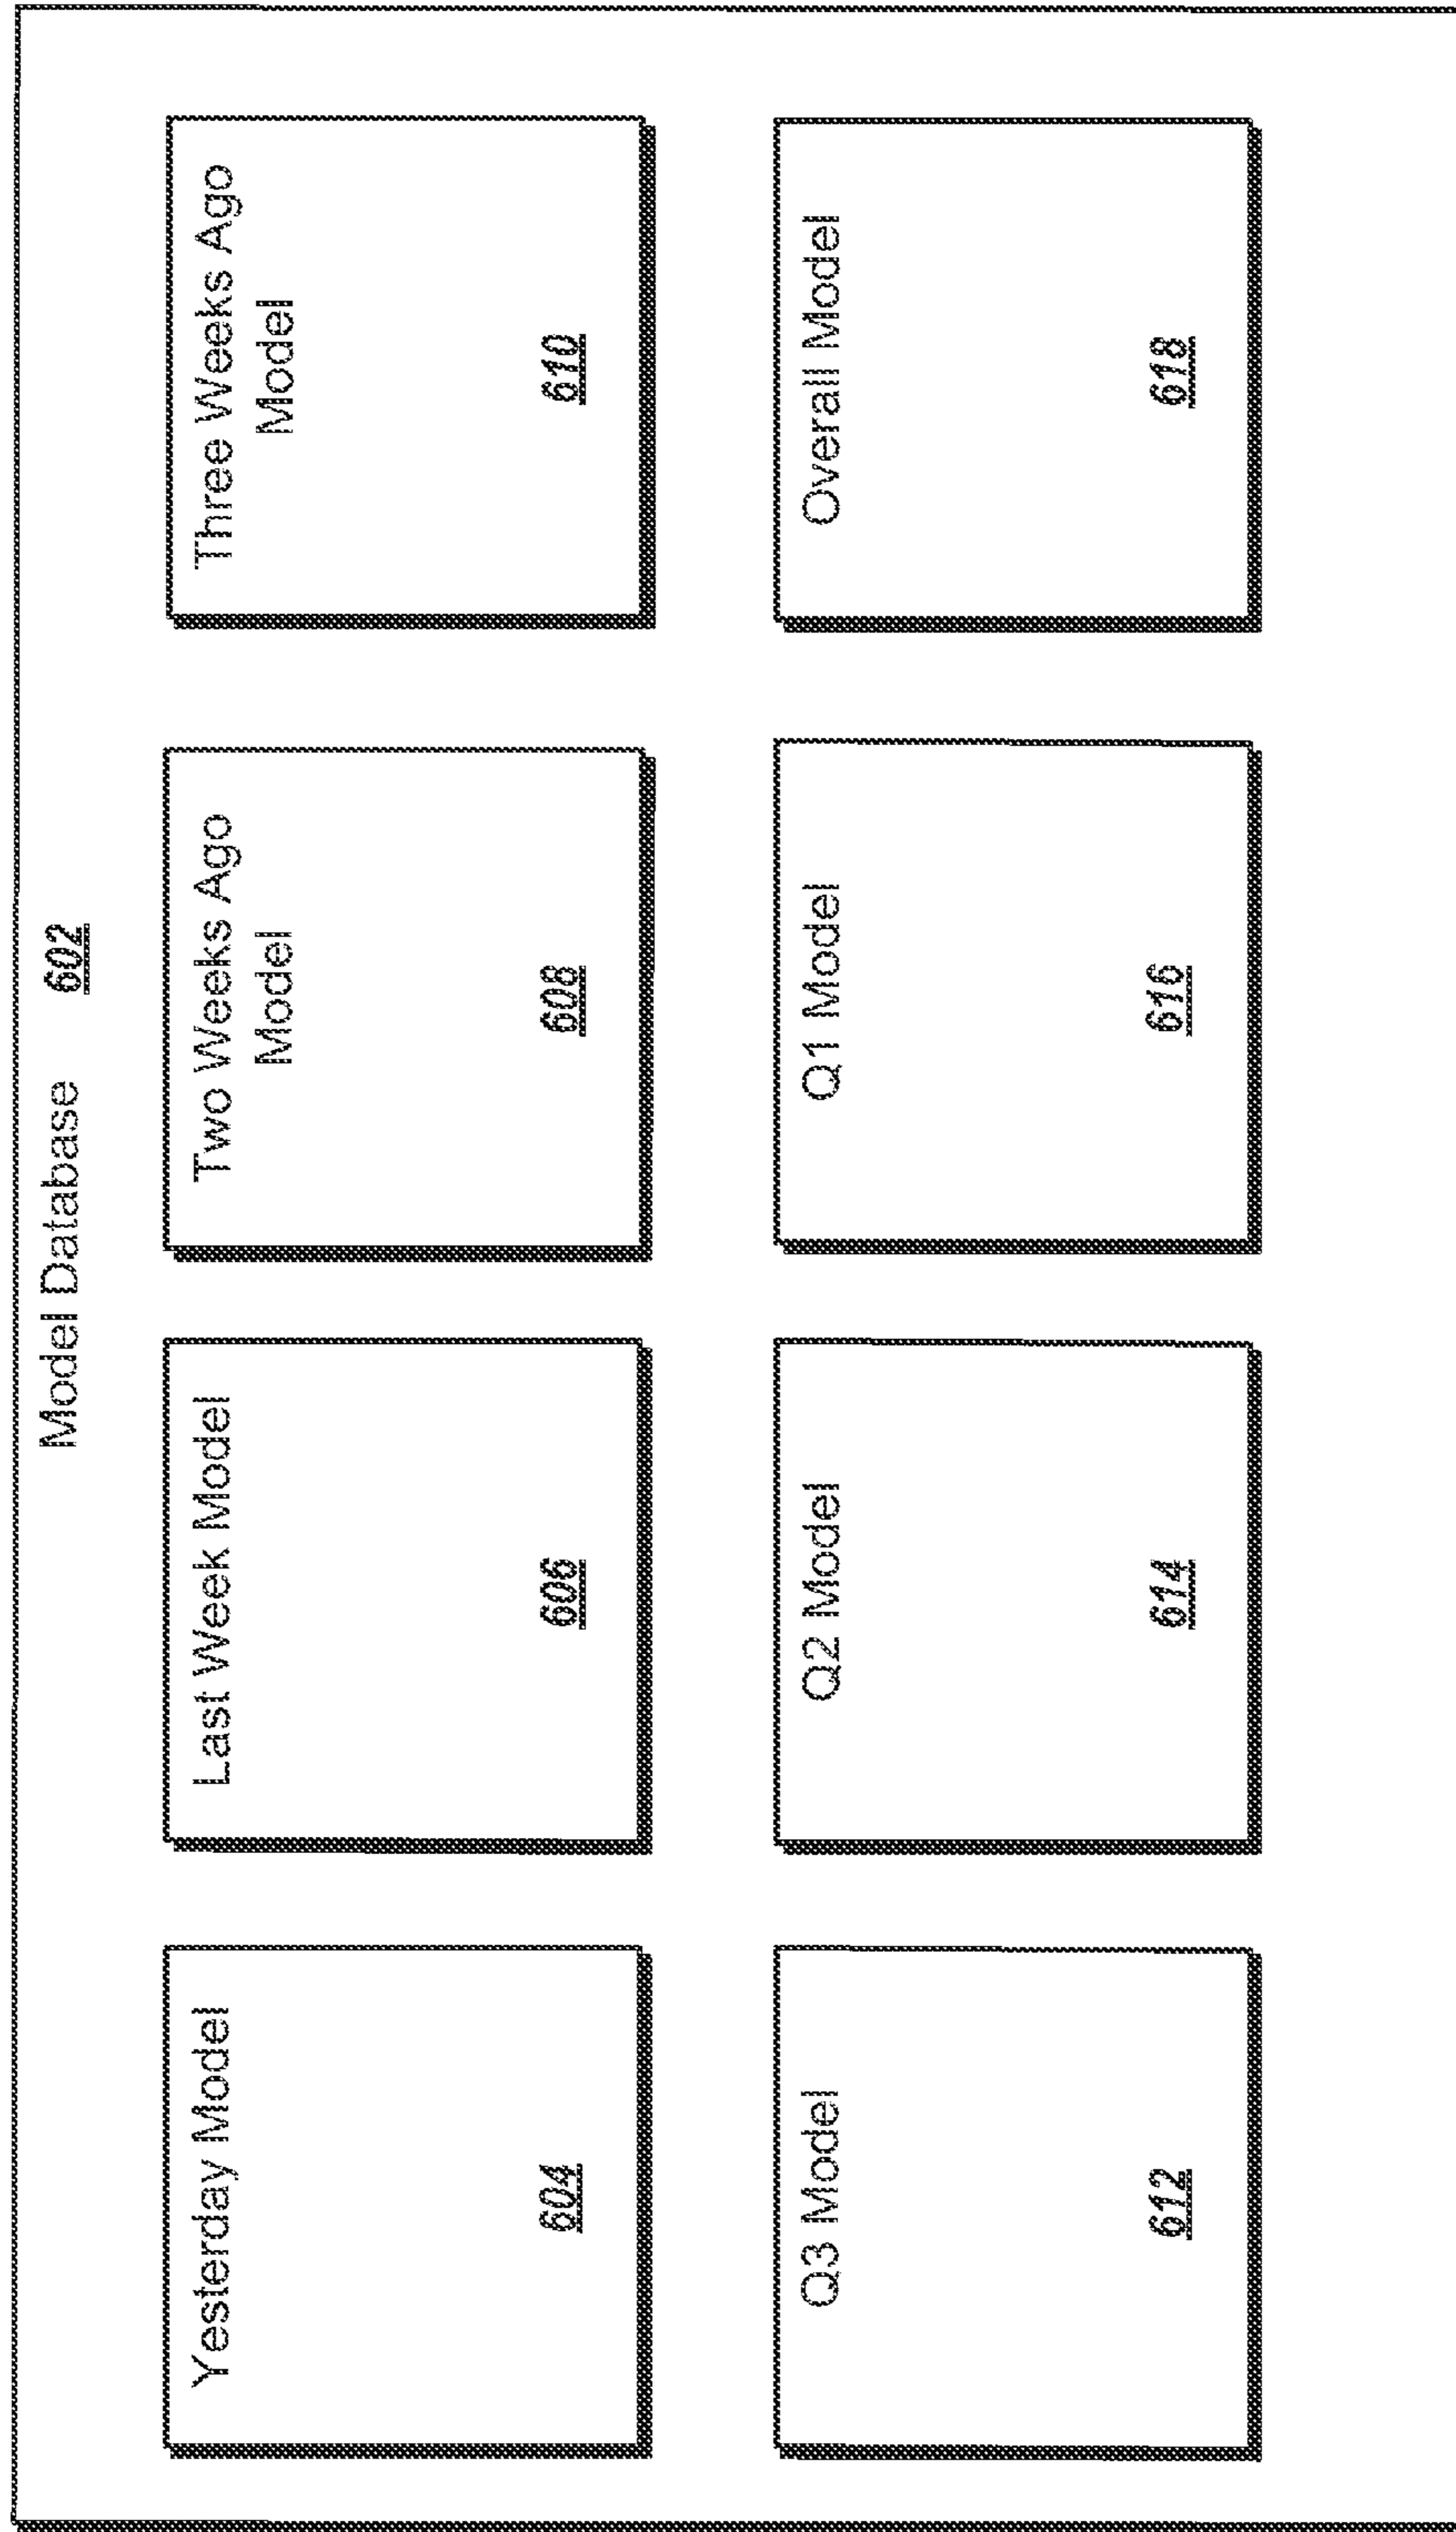 Model Database 602
Yesterday Model
604
Last Week Model
606
Two Weeks Ago
Model
608
Three Weeks Ago
Model
610
Q3 Model
612
Q2 Model
614
Q1 Model
616
Overall Model
618